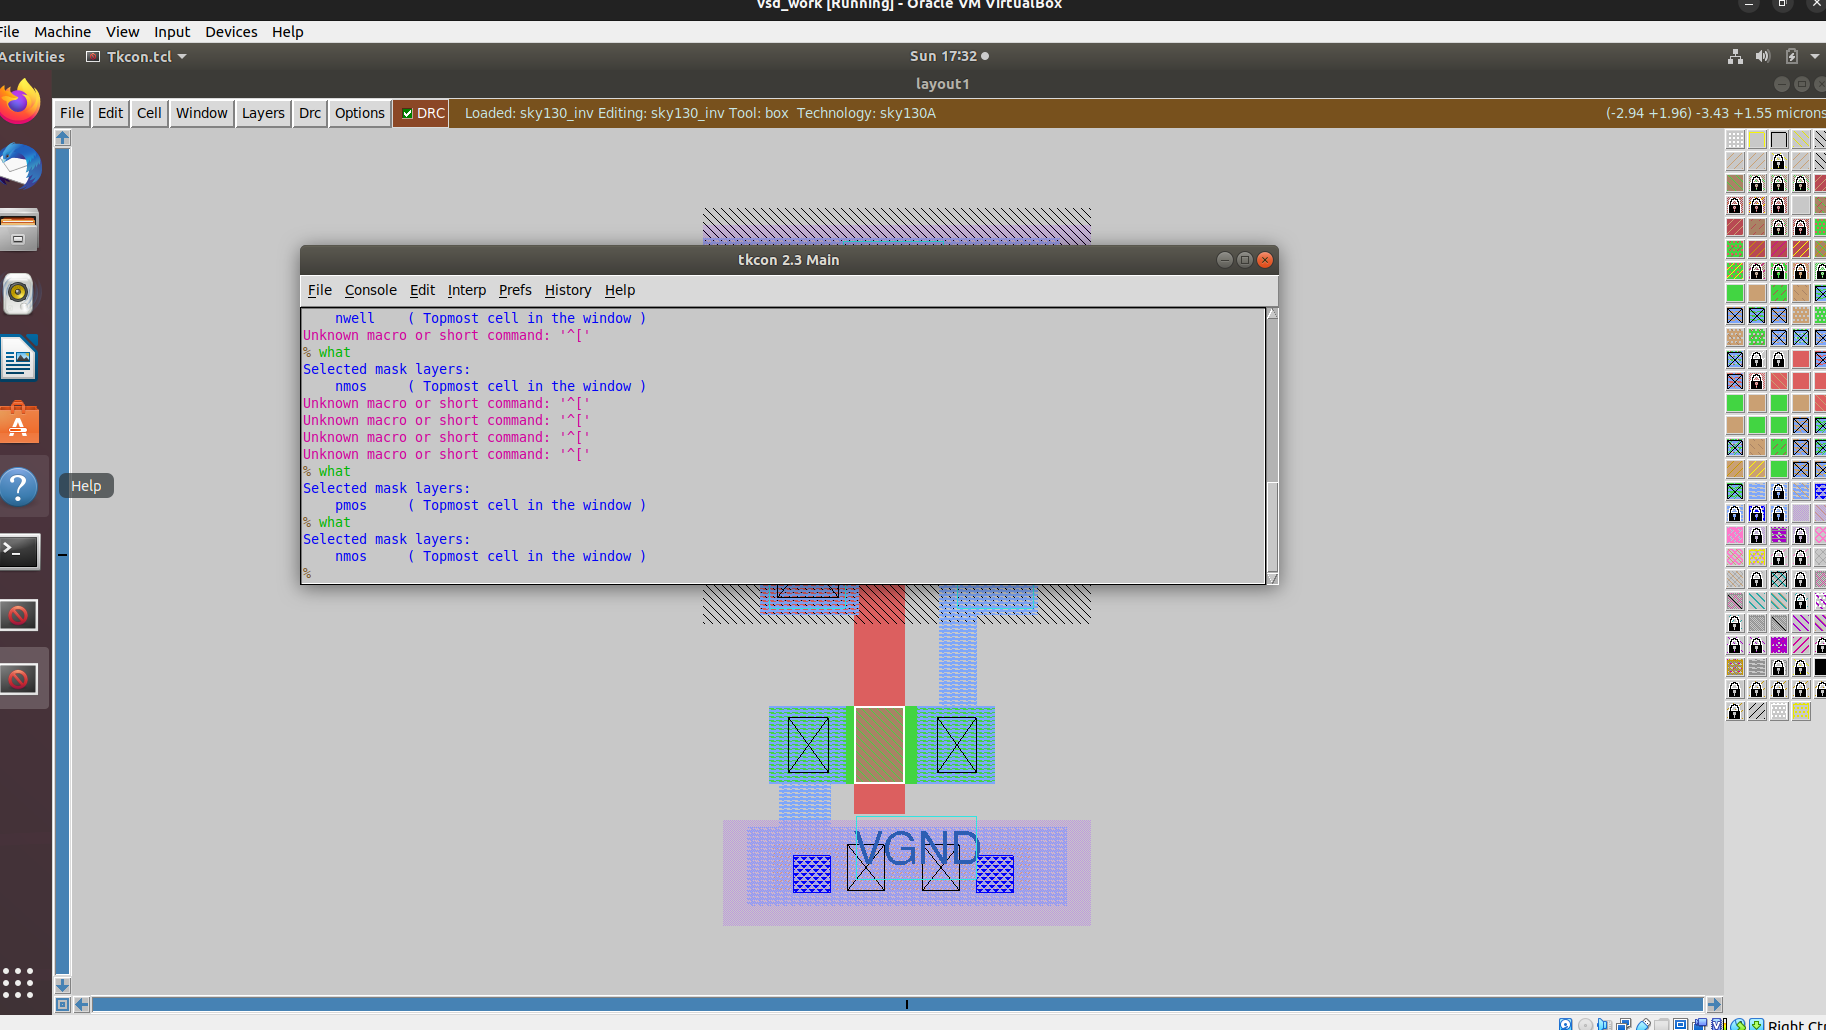 vsd_work [Running] - Oracle VM VirtualBox
File Machine View Input Devices Help
Activities Tkcon.tcl Sun 17:32
layout1
File Edit Cell Window Layers Drc Options DRC Loaded: sky130_inv Editing: sky130_inv Tool: box Technology: sky130A (-2.94 +1.96) -3.43 +1.55 microns
tkcon 2.3 Main
File Console Edit Interp Prefs History Help
nwell ( Topmost cell in the window )
Unknown macro or short command: '^['
% what
Selected mask layers:
nmos ( Topmost cell in the window )
Unknown macro or short command: '^['
Unknown macro or short command: '^['
Unknown macro or short command: '^['
Unknown macro or short command: '^['
% what
Selected mask layers:
pmos ( Topmost cell in the window )
% what
Selected mask layers:
nmos ( Topmost cell in the window )
%
Help
VGND
Right Ctr